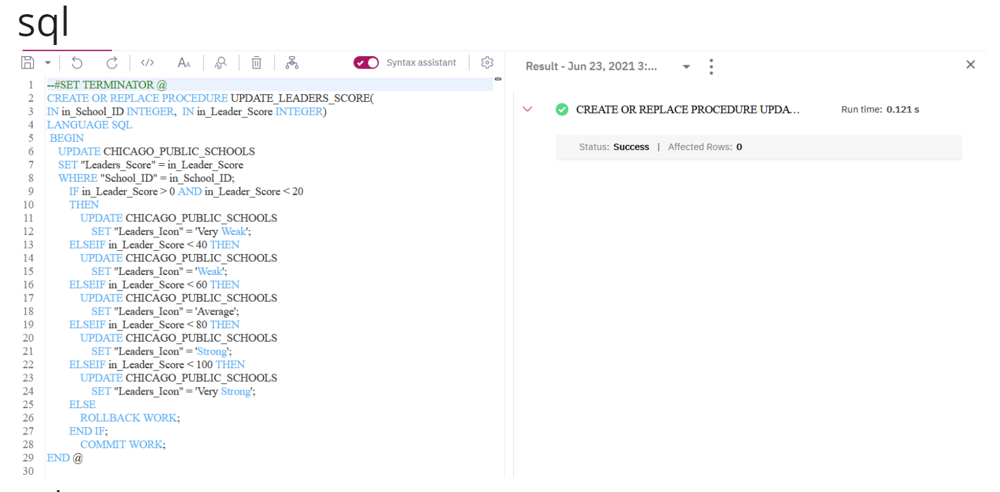 sql
Syntax assistant
Result - Jun 23, 2021 3:...
1 --#SET TERMINATOR @
2 CREATE OR REPLACE PROCEDURE UPDATE_LEADERS_SCORE(
3 IN in_School_ID INTEGER, IN in_Leader_Score INTEGER)
4 LANGUAGE SQL
5 BEGIN
6 UPDATE CHICAGO_PUBLIC_SCHOOLS
7 SET "Leaders_Score" = in_Leader_Score
8 WHERE "School_ID" = in_School_ID;
9 IF in_Leader_Score > 0 AND in_Leader_Score < 20
10 THEN
11 UPDATE CHICAGO_PUBLIC_SCHOOLS
12 SET "Leaders_Icon" = 'Very Weak';
13 ELSEIF in_Leader_Score < 40 THEN
14 UPDATE CHICAGO_PUBLIC_SCHOOLS
15 SET "Leaders_Icon" = 'Weak';
16 ELSEIF in_Leader_Score < 60 THEN
17 UPDATE CHICAGO_PUBLIC_SCHOOLS
18 SET "Leaders_Icon" = 'Average';
19 ELSEIF in_Leader_Score < 80 THEN
20 UPDATE CHICAGO_PUBLIC_SCHOOLS
21 SET "Leaders_Icon" = 'Strong';
22 ELSEIF in_Leader_Score < 100 THEN
23 UPDATE CHICAGO_PUBLIC_SCHOOLS
24 SET "Leaders_Icon" = 'Very Strong';
25 ELSE
26 ROLLBACK WORK;
27 END IF;
28 COMMIT WORK;
29 END @
30
CREATE OR REPLACE PROCEDURE UPDA... Run time: 0.121 s
Status: Success | Affected Rows: 0